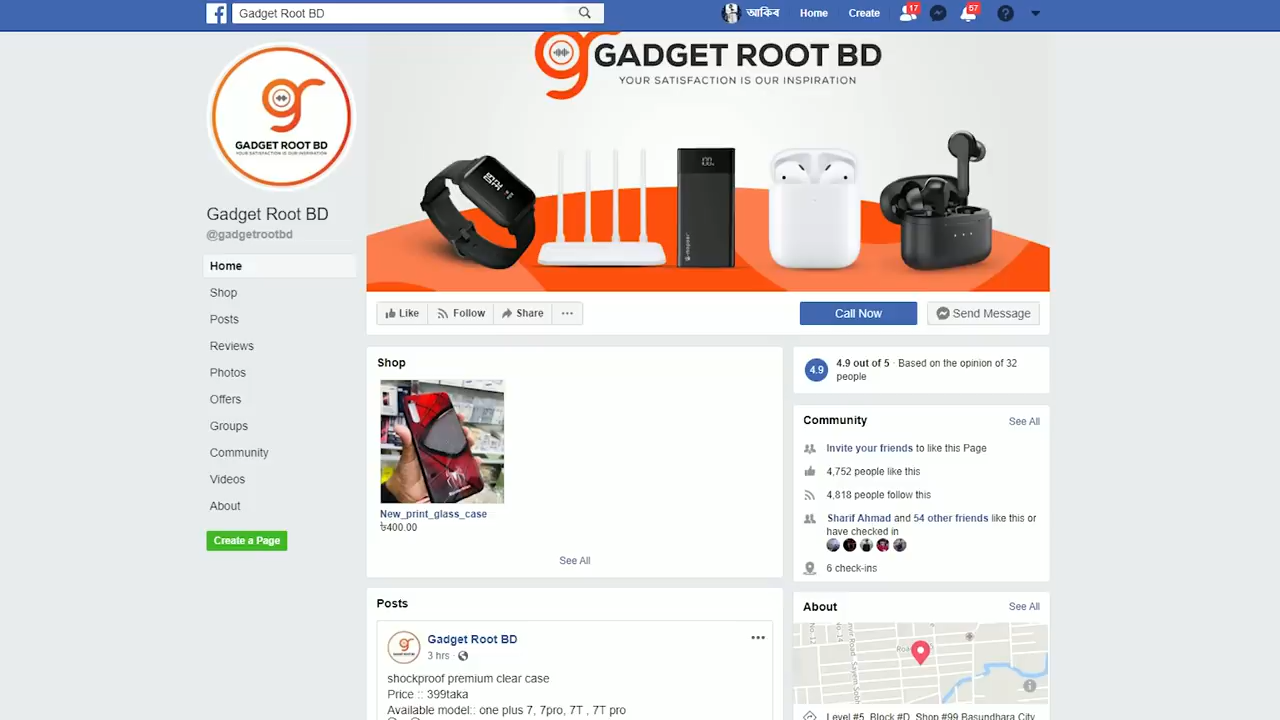 Gadget Root BD
আকিব
Home
Create
17
57
GADGET ROOT BD
YOUR SATISFACTION IS OUR INSPIRATION
GADGET ROOT BD
YOUR SATISFACTION IS OUR INSPIRATION
Gadget Root BD
@gadgetrootbd
Home
Shop
Posts
Reviews
Photos
Offers
Groups
Community
Videos
About
Create a Page
Like
Follow
Share
Call Now
Send Message
Shop
New_print_glass_case
৳400.00
See All
Posts
Gadget Root BD
3 hrs ·
shockproof premium clear case
Price :: 399taka
Available model:: one plus 7, 7pro, 7T , 7T pro
4.9
4.9 out of 5 · Based on the opinion of 32
people
Community
See All
Invite your friends to like this Page
4,752 people like this
4,818 people follow this
Sharif Ahmad and 54 other friends like this or
have checked in
6 check-ins
About
See All
Level #5, Block #D, Shop #99 Basundhara City